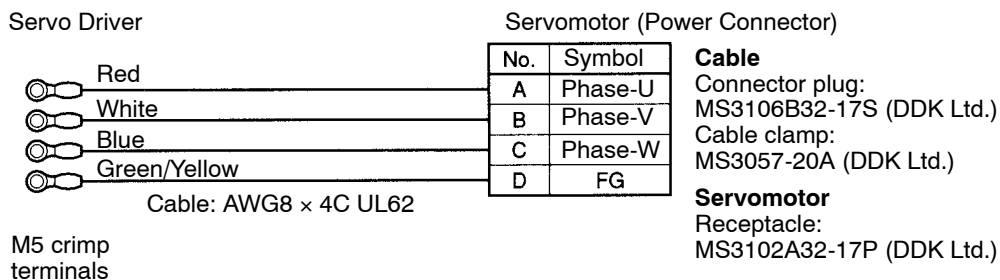 Servo Driver
Servomotor (Power Connector)
No. Symbol
Red
A Phase-U
White
B Phase-V
Blue
C Phase-W
Green/Yellow
D FG
Cable: AWG8 × 4C UL62
M5 crimp
terminals
Cable
Connector plug:
MS3106B32-17S (DDK Ltd.)
Cable clamp:
MS3057-20A (DDK Ltd.)
Servomotor
Receptacle:
MS3102A32-17P (DDK Ltd.)